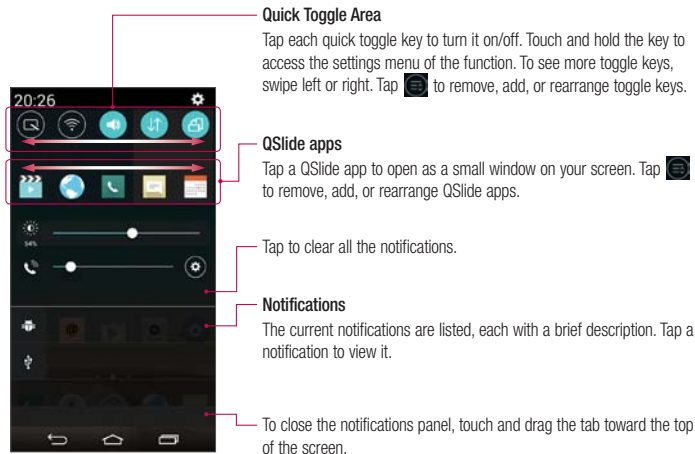 Quick Toggle Area
Tap each quick toggle key to turn it on/off. Touch and hold the key to
access the settings menu of the function. To see more toggle keys,
swipe left or right. Tap to remove, add, or rearrange toggle keys.
20:26
QSlide apps
Tap a QSlide app to open as a small window on your screen. Tap
to remove, add, or rearrange QSlide apps.
54%
Tap to clear all the notifications.
Notifications
The current notifications are listed, each with a brief description. Tap a
notification to view it.
To close the notifications panel, touch and drag the tab toward the top
of the screen.